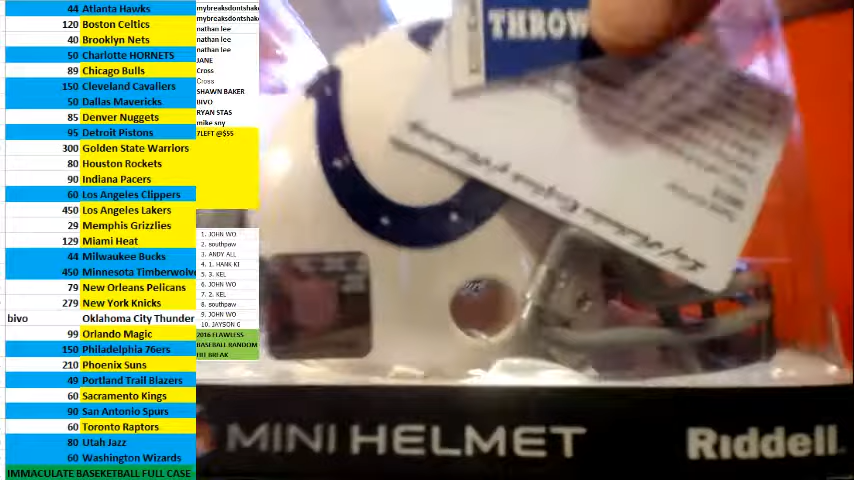 44 Atlanta Hawks
120 Boston Celtics
40 Brooklyn Nets
50 Charlotte HORNETS
89 Chicago Bulls
150 Cleveland Cavaliers
50 Dallas Mavericks
85 Denver Nuggets
95 Detroit Pistons
300 Golden State Warriors
80 Houston Rockets
90 Indiana Pacers
60 Los Angeles Clippers
450 Los Angeles Lakers
29 Memphis Grizzlies
129 Miami Heat
44 Milwaukee Bucks
450 Minnesota Timberwolv
79 New Orleans Pelicans
279 New York Knicks
bivo Oklahoma City Thunder
99 Orlando Magic
150 Philadelphia 76ers
210 Phoenix Suns
49 Portland Trail Blazers
60 Sacramento Kings
90 San Antonio Spurs
60 Toronto Raptors
80 Utah Jazz
60 Washington Wizards
IMMACULATE BASEKETBALL FULL CASE
mybreaksdontshak
mybreaksdontshak
nathan lee
nathan lee
nathan lee
JANE
Cross
Cross
SHAWN BAKER
BIVO
RYAN STAS
mike sny
7LEFT @$55
1. JOHN WO
2. southpaw
3. ANDY ALL
4. 1. HANK KI
5. 3. KEL
6. JOHN WO
7. 2. KEL
8. southpaw
9. JOHN WO
10. JAYSON G
2016 FLAWLESS
BASEBALL RANDOM
HIT BREAK
THROW
MINI HELMET
Riddell